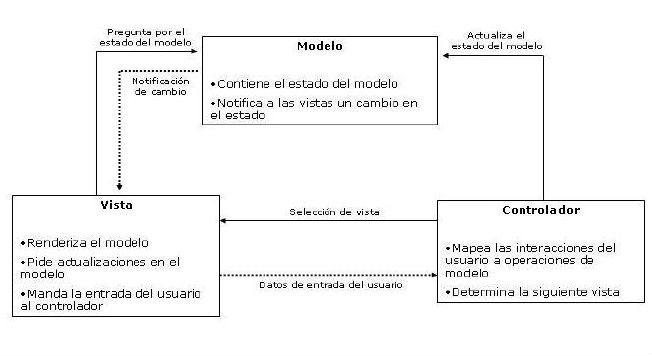 Pregunta por el
estado del modelo
Actualiza el
estado del modelo
Modelo
•Contiene el estado del modelo
•Notifica a las vistas un cambio en
el estado
Notificación
de cambio
Vista
•Renderiza el modelo
•Pide actualizaciones en el
modelo
•Manda la entrada del usuario
al controlador
Selección de vista
Datos de entrada del usuario
Controlador
•Mapea las interacciones del
usuario a operaciones de
modelo
•Determina la siguiente vista